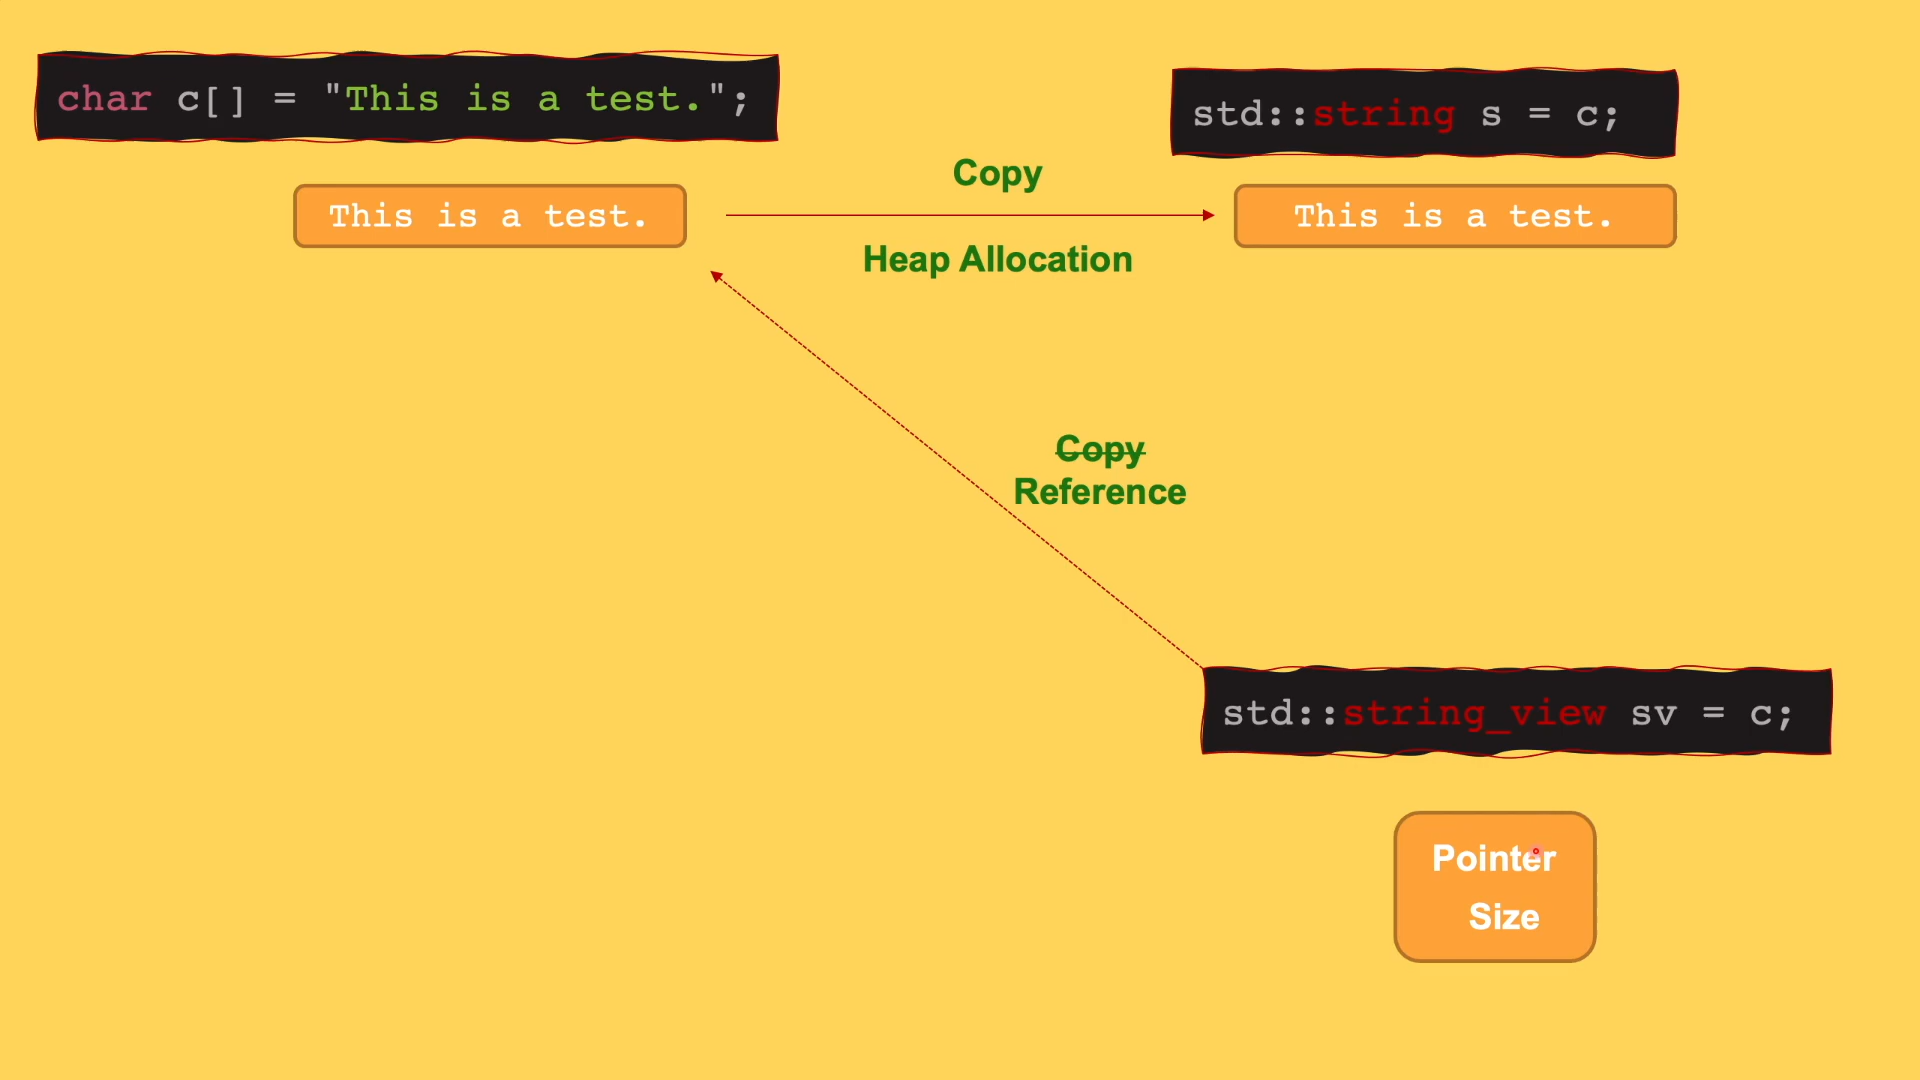 char c[] = "This is a test.";
std::string s = c;
This is a test.
Copy
Heap Allocation
This is a test.
Copy
Reference
std::string_view sv = c;
Pointer
Size